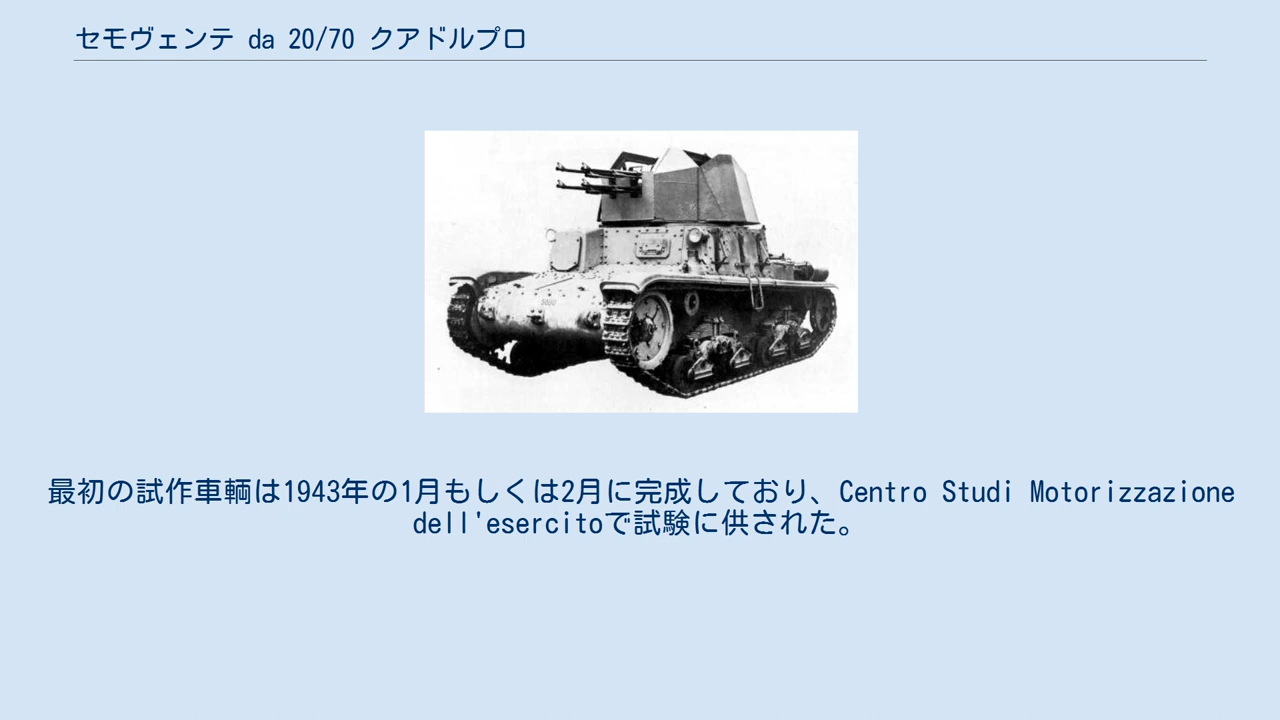 セモヴェンテ da 20/70 クアドルプロ
最初の試作車輌は1943年の1月もしくは2月に完成しており、Centro Studi Motorizzazione
dell'esercitoで試験に供された。